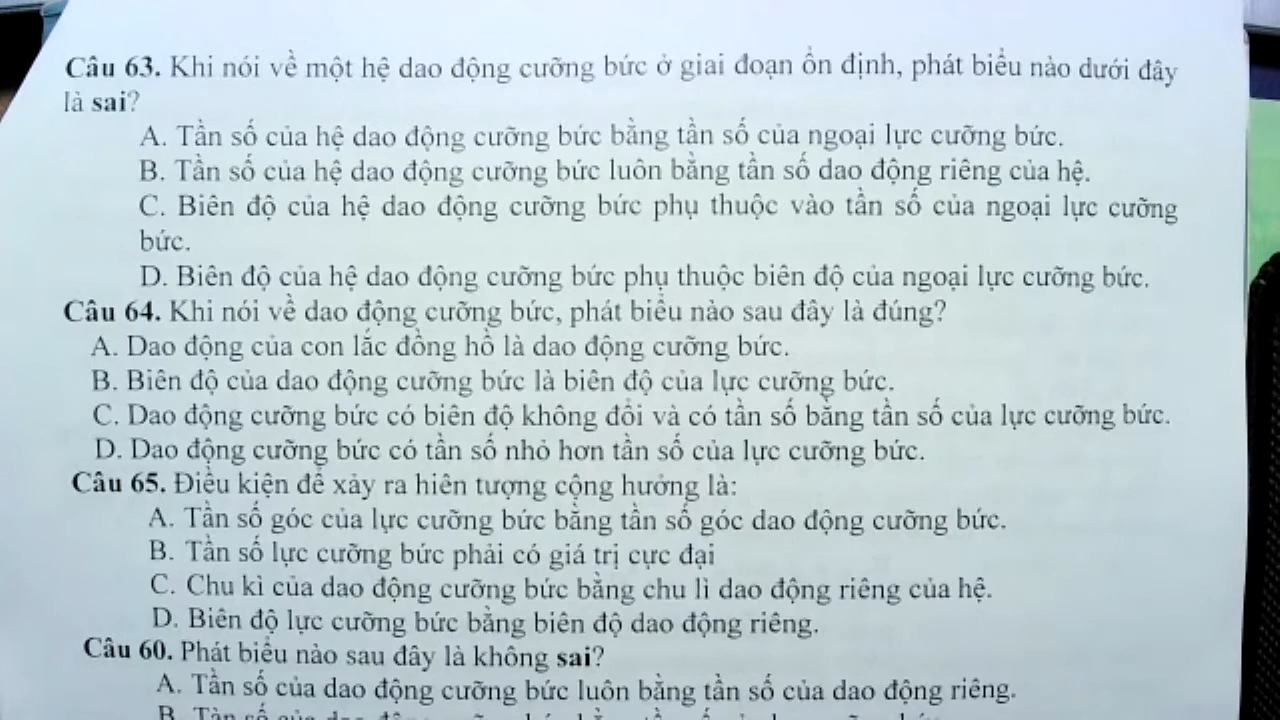 Câu 63. Khi nói về một hệ dao động cưỡng bức ở giai đoạn ổn định, phát biểu nào dưới đây
là sai?
A. Tần số của hệ dao động cưỡng bức bằng tần số của ngoại lực cưỡng bức.
B. Tần số của hệ dao động cưỡng bức luôn bằng tần số dao động riêng của hệ.
C. Biên độ của hệ dao động cưỡng bức phụ thuộc vào tần số của ngoại lực cưỡng
bức.
D. Biên độ của hệ dao động cưỡng bức phụ thuộc biên độ của ngoại lực cưỡng bức.
Câu 64. Khi nói về dao động cưỡng bức, phát biểu nào sau đây là đúng?
A. Dao động của con lắc đồng hồ là dao động cưỡng bức.
B. Biên độ của dao động cưỡng bức là biên độ của lực cưỡng bức.
C. Dao động cưỡng bức có biên độ không đổi và có tần số bằng tần số của lực cưỡng bức.
D. Dao động cưỡng bức có tần số nhỏ hơn tần số của lực cưỡng bức.
Câu 65. Điều kiện để xảy ra hiên tượng cộng hưởng là:
A. Tần số góc của lực cưỡng bức bằng tần số góc dao động cưỡng bức.
B. Tần số lực cưỡng bức phải có giá trị cực đại
C. Chu kì của dao động cưỡng bức bằng chu lì dao động riêng của hệ.
D. Biên độ lực cưỡng bức bằng biên độ dao động riêng.
Câu 60. Phát biểu nào sau đây là không sai?
A. Tần số của dao động cưỡng bức luôn bằng tần số của dao động riêng.
B.